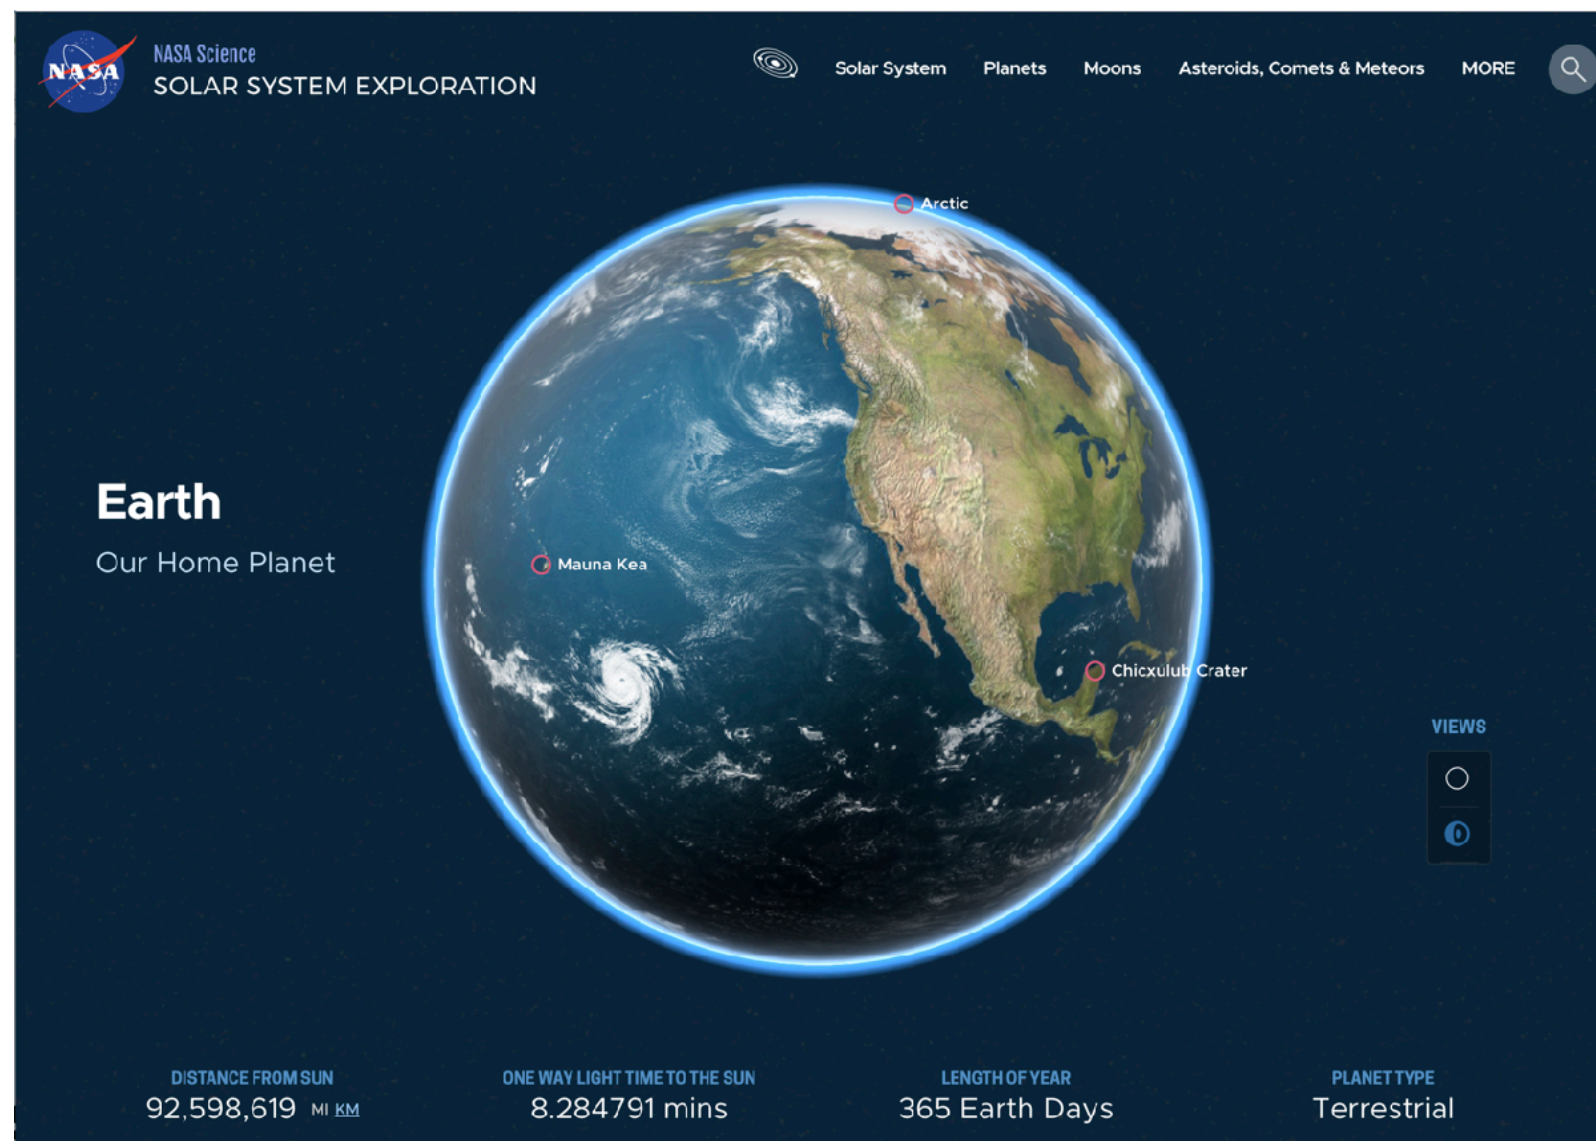 NASA
NASA Science
SOLAR SYSTEM EXPLORATION
Solar System Planets Moons Asteroids, Comets & Meteors MORE
Arctic
Earth
Our Home Planet
Mauna Kea
Chicxulub Crater
VIEWS
DISTANCE FROM SUN
92,598,619 MI KM
ONE WAY LIGHT TIME TO THE SUN
8.284791 mins
LENGTH OF YEAR
365 Earth Days
PLANET TYPE
Terrestrial